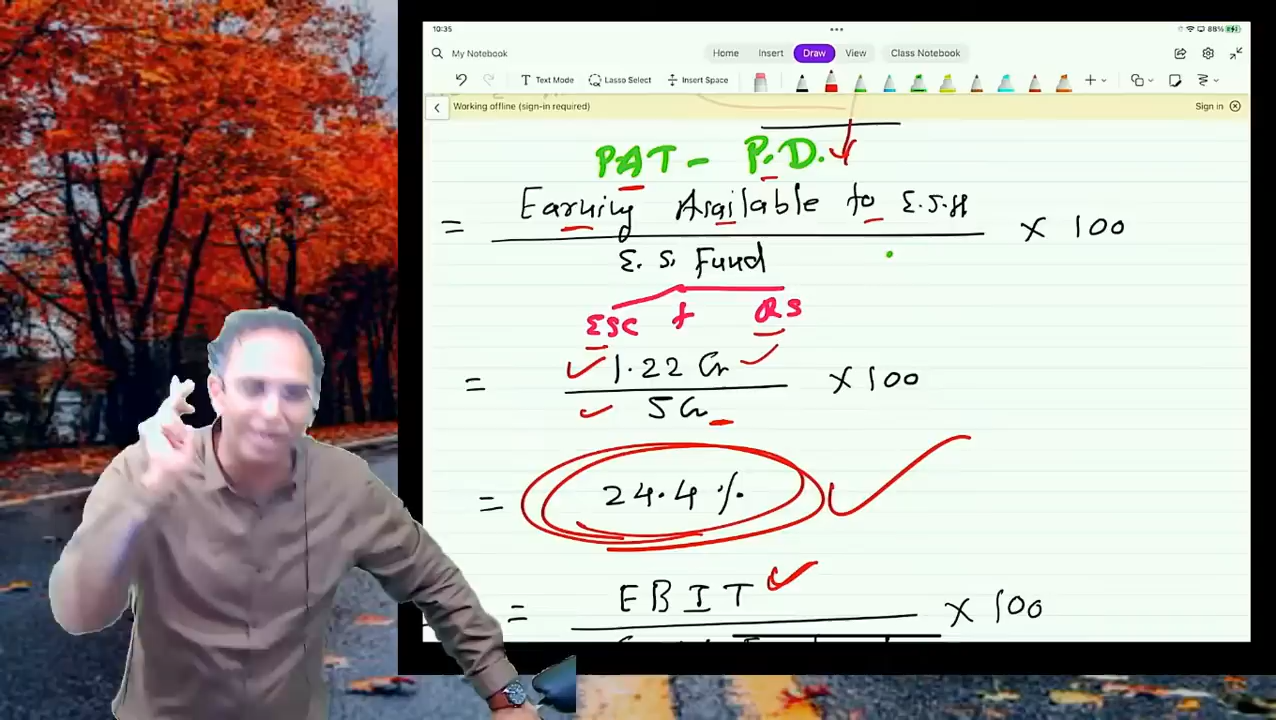 10:35
88%
My Notebook
Home Insert Draw View Class Notebook
Text Mode Lasso Select Insert Space
Working offline (sign-in required) Sign in
PAT - P.D.
= Earning Available to E.S.H × 100
E. S. Fund
ESC + RS
= 1.22 Cr × 100
5 Cr
= 24.4 %
= EBIT × 100